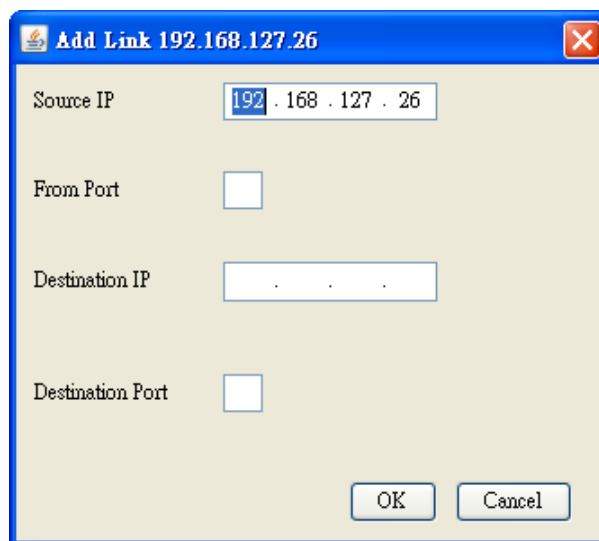 Add Link 192.168.127.26
Source IP 192 . 168 . 127 . 26
From Port
Destination IP . . .
Destination Port
OK Cancel